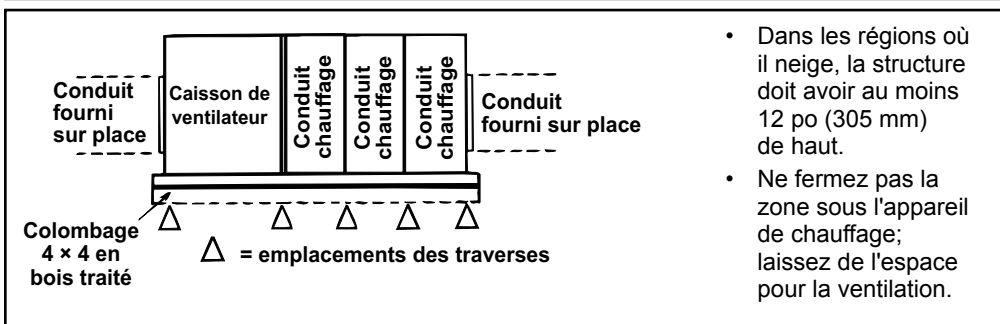 Conduit
fourni
sur place
Caisson de
ventilateur
Conduit
chauffage
Conduit
chauffage
Conduit
chauffage
Conduit
fourni sur place
Colombage
4 × 4 en
bois traité
= emplacements des traverses
• Dans les régions où
il neige, la structure
doit avoir au moins
12 po (305 mm)
de haut.
• Ne fermez pas la
zone sous l'appareil
de chauffage;
laissez de l'espace
pour la ventilation.